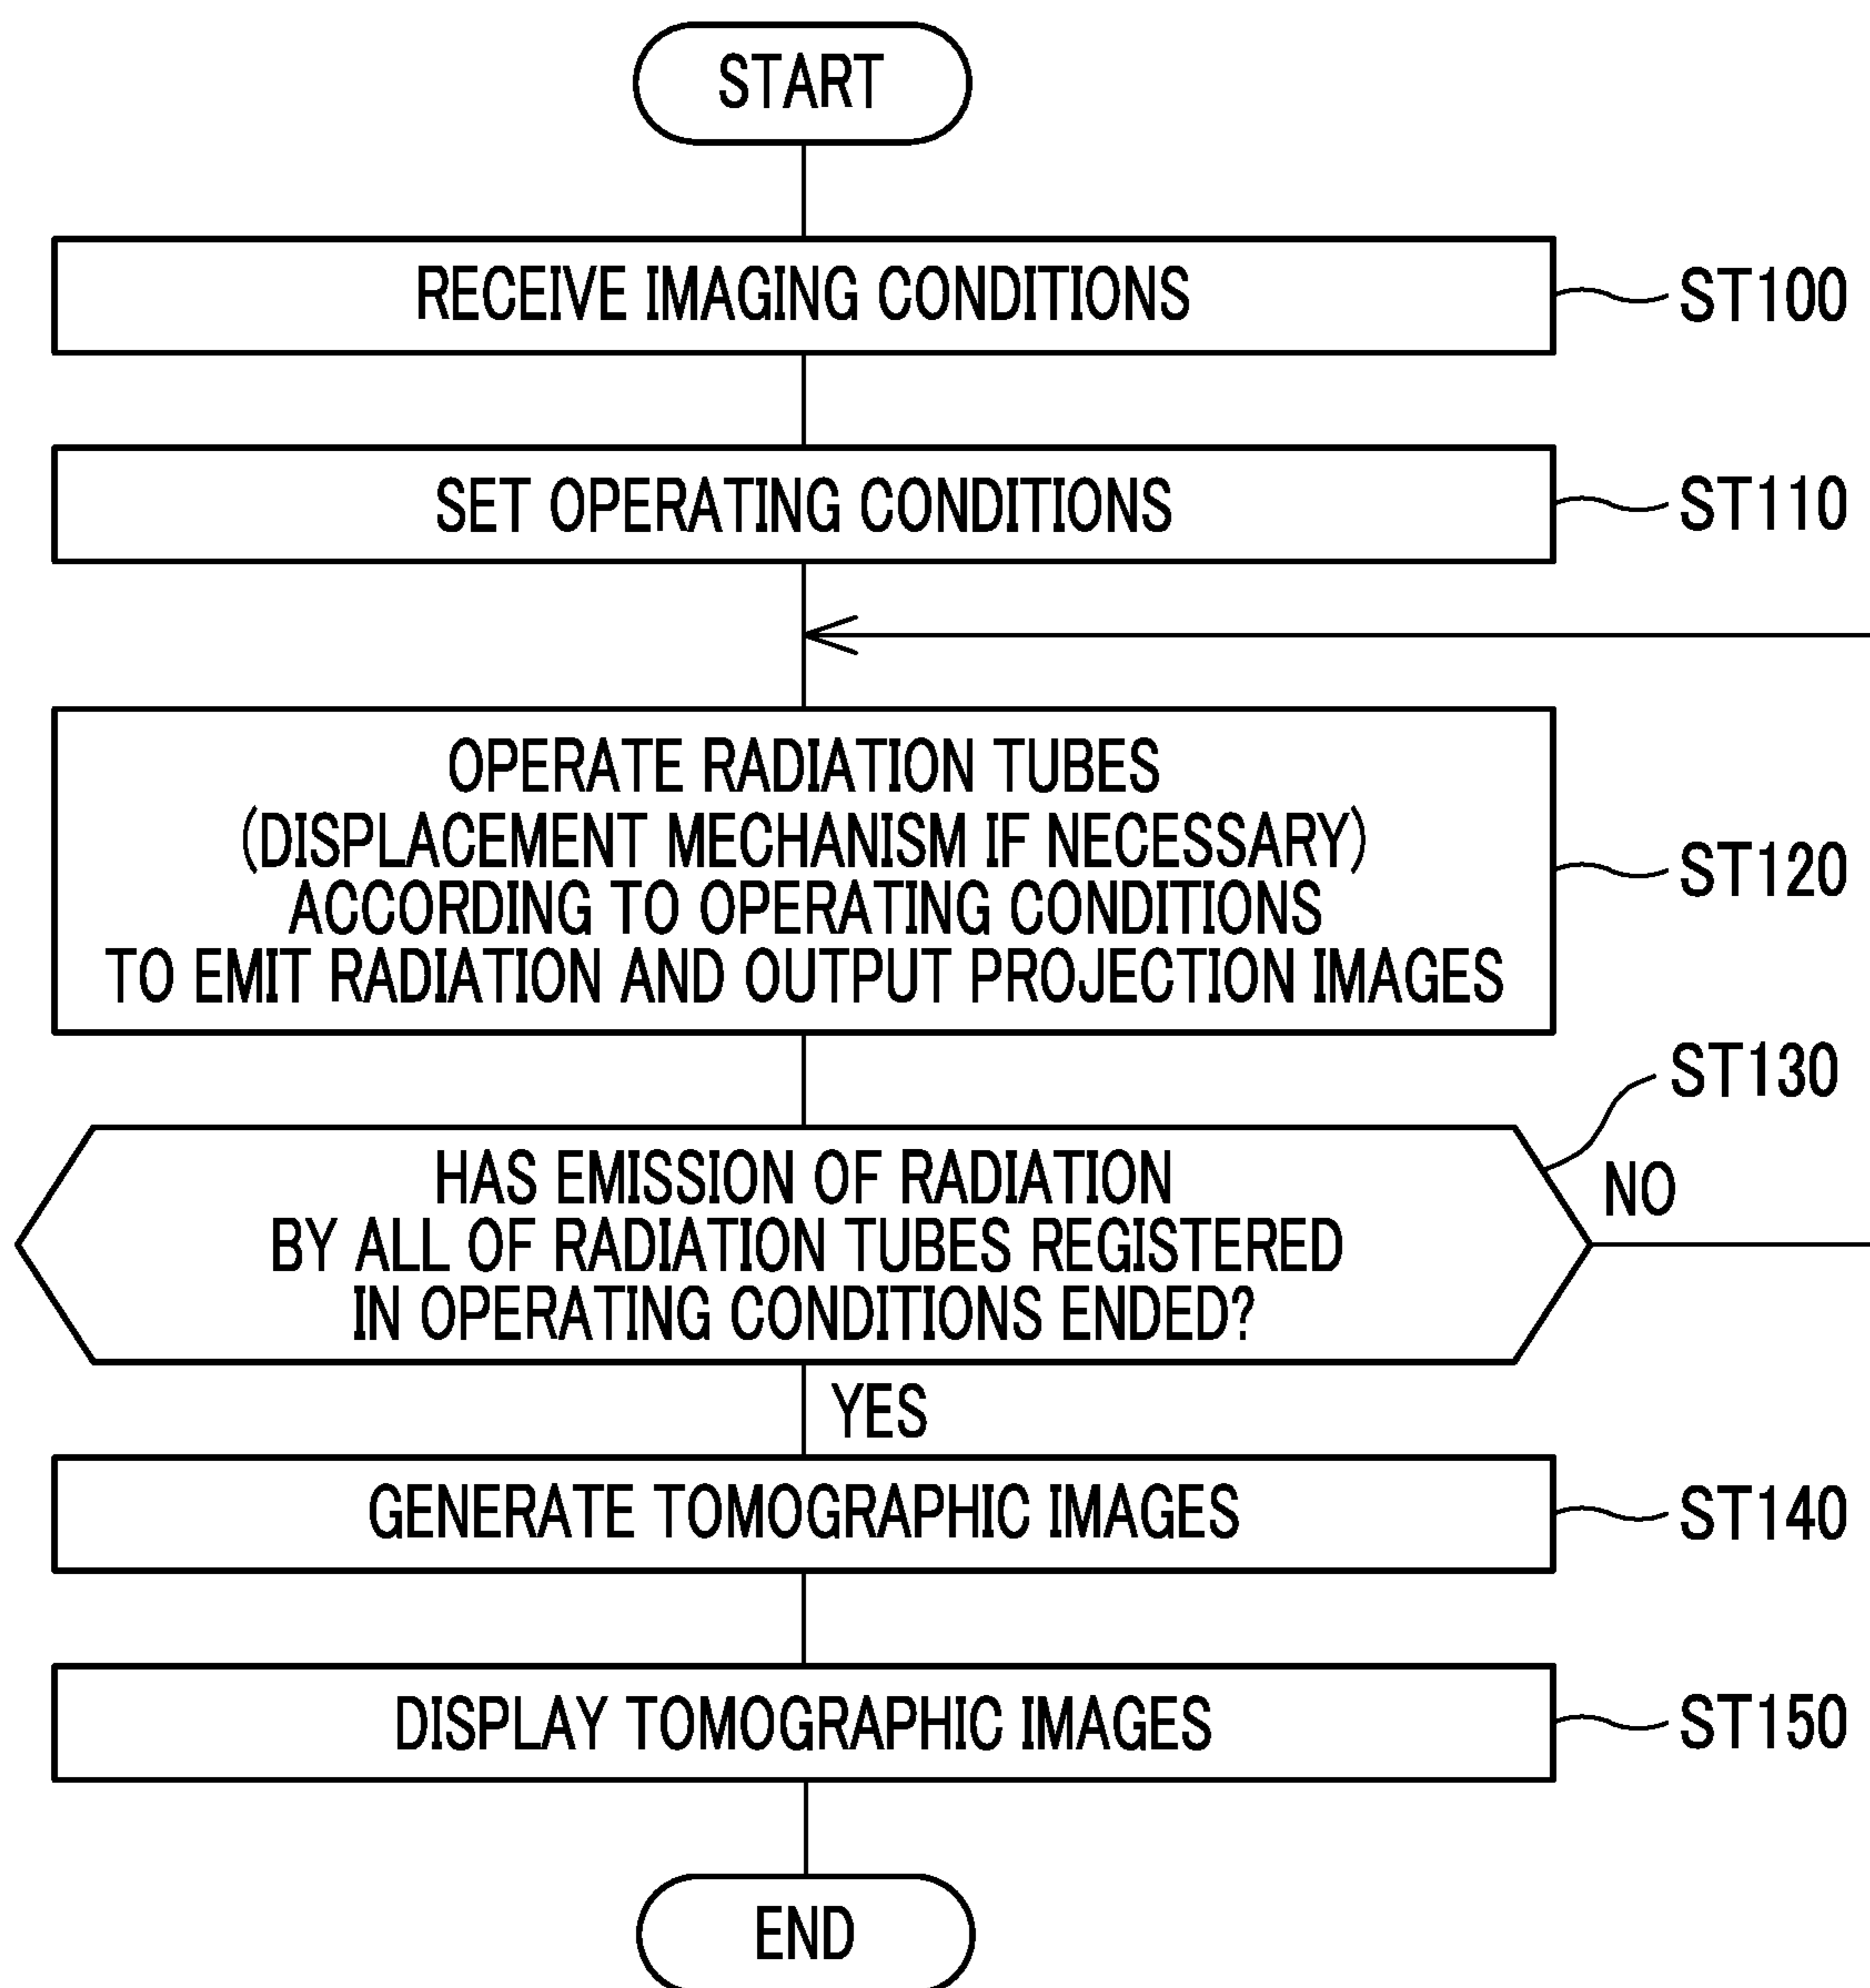 START
RECEIVE IMAGING CONDITIONS
ST100
SET OPERATING CONDITIONS
ST110
OPERATE RADIATION TUBES
(DISPLACEMENT MECHANISM IF NECESSARY)
ACCORDING TO OPERATING CONDITIONS
TO EMIT RADIATION AND OUTPUT PROJECTION IMAGES
ST120
ST130
HAS EMISSION OF RADIATION
BY ALL OF RADIATION TUBES REGISTERED
IN OPERATING CONDITIONS ENDED?
NO
YES
GENERATE TOMOGRAPHIC IMAGES
ST140
DISPLAY TOMOGRAPHIC IMAGES
ST150
END